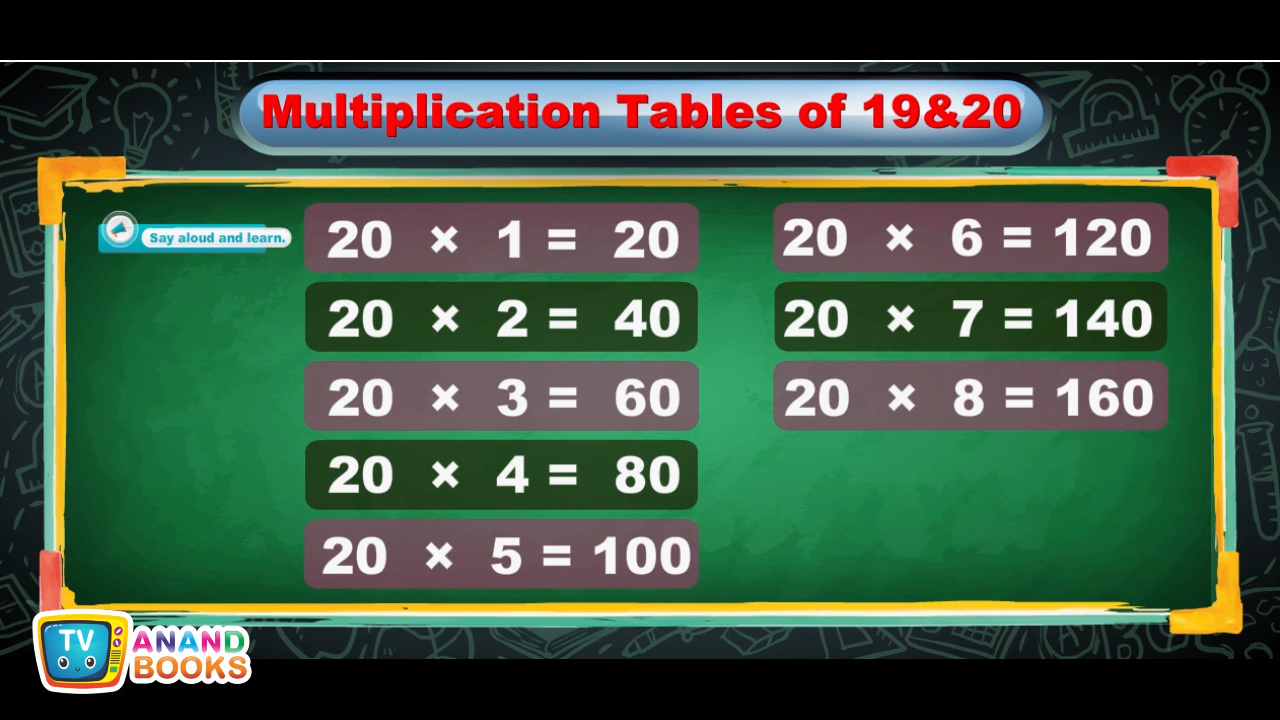 Multiplication Tables of 19&20
Say aloud and learn.
20 × 1 = 20
20 × 2 = 40
20 × 3 = 60
20 × 4 = 80
20 × 5 = 100
20 × 6 = 120
20 × 7 = 140
20 × 8 = 160
TV
ANAND
BOOKS